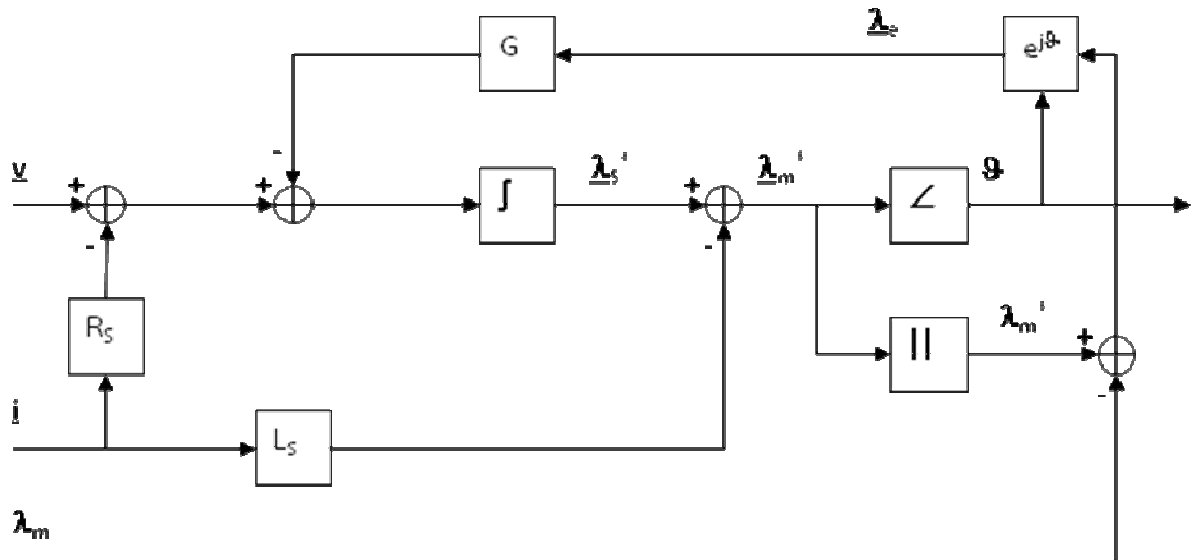 λe
G
e^jϑ
-
v
+
-
+
∫
λs'
+
-
λm'
∠
ϑ
Rs
||
λm'
+
-
i
Ls
λm